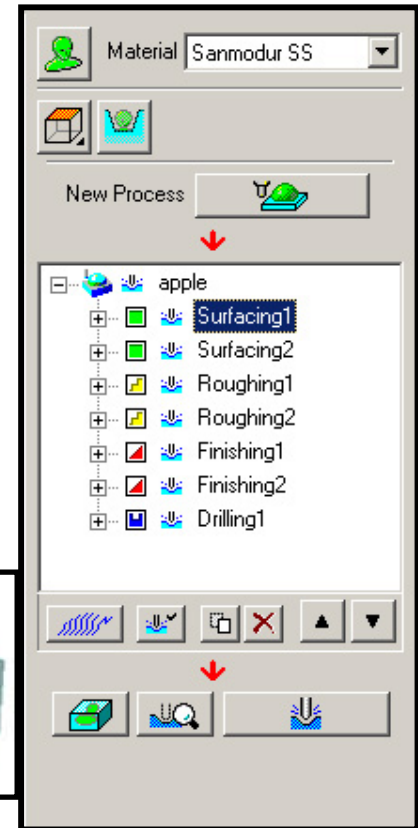 Material Sanmodur SS
New Process
apple
Surfacing1
Surfacing2
Roughing1
Roughing2
Finishing1
Finishing2
Drilling1